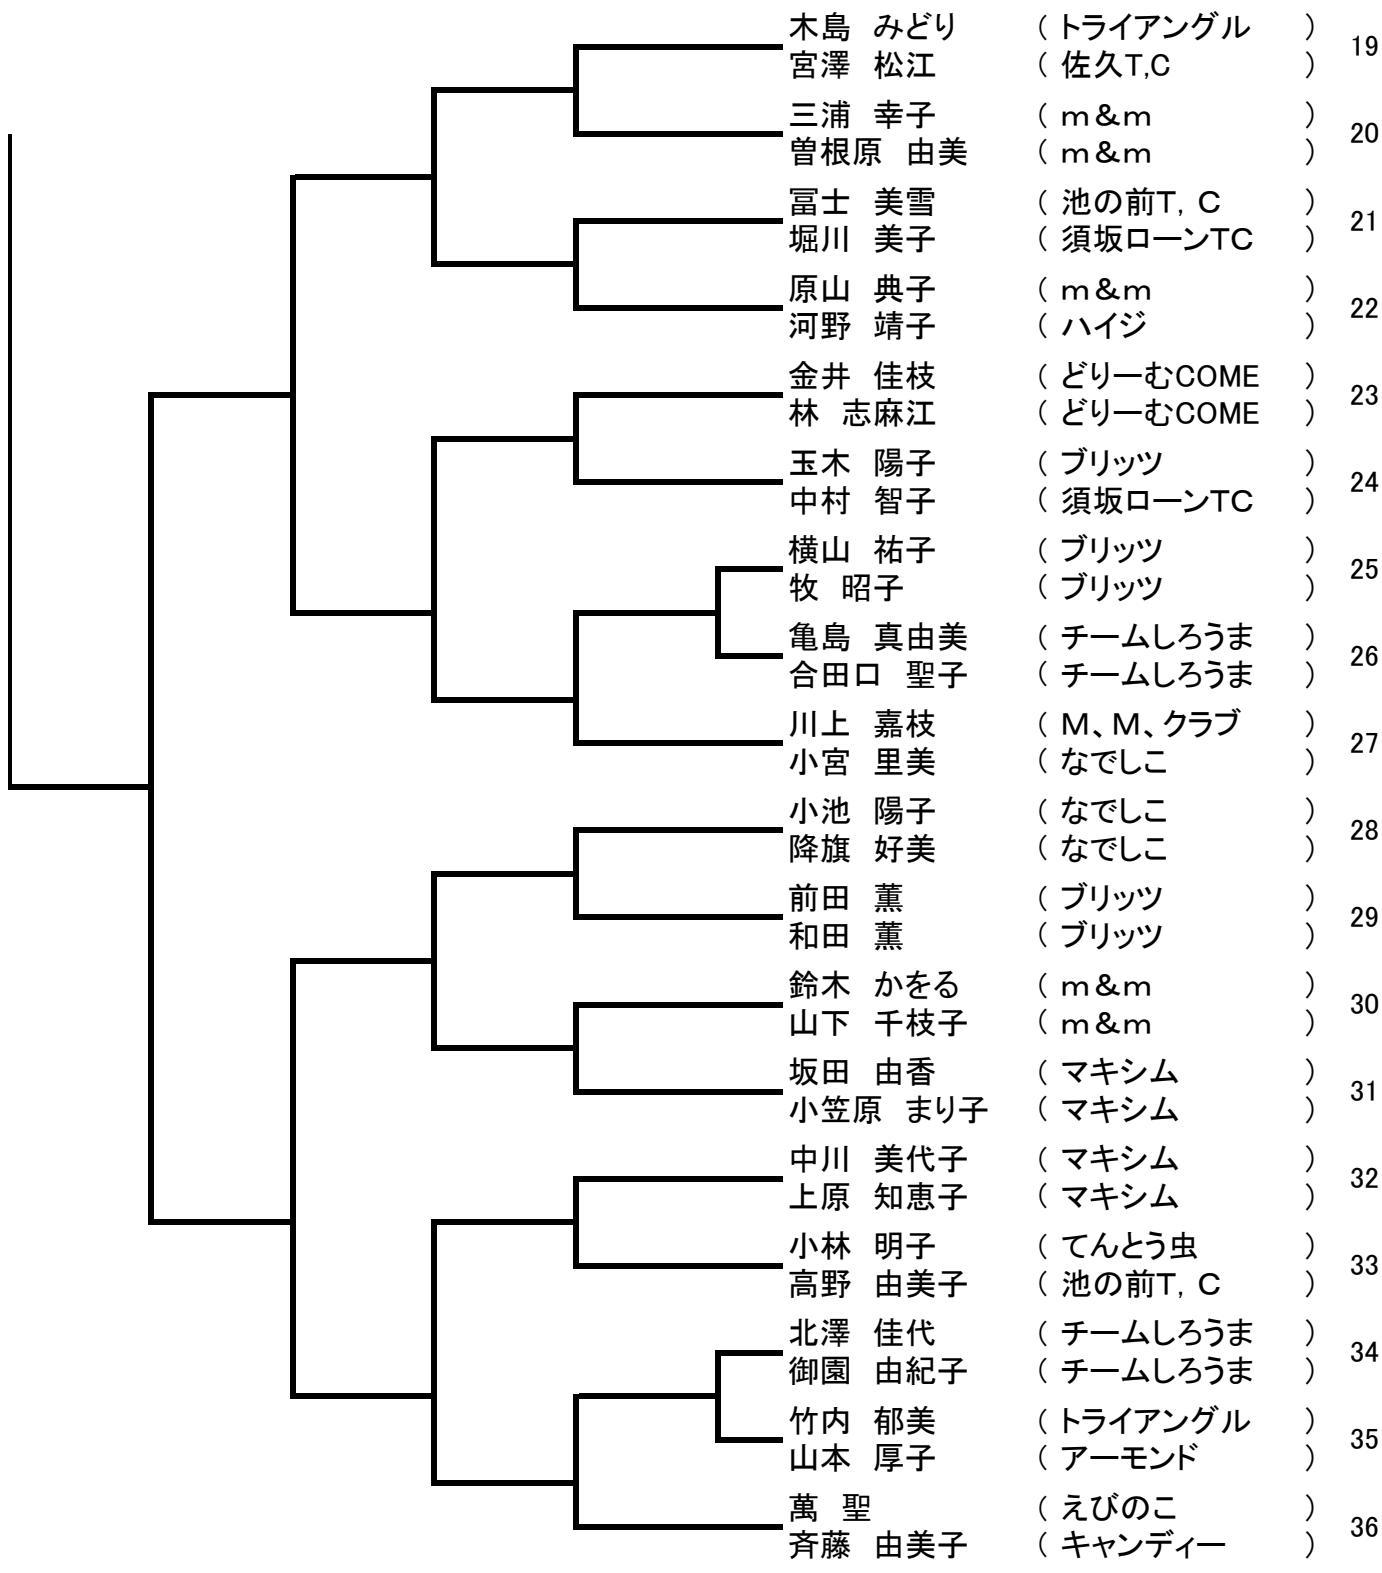 木島 みどり ( トライアングル ) 19
宮澤 松江 ( 佐久T,C )
三浦 幸子 ( ｍ＆ｍ ) 20
曽根原 由美 ( ｍ＆ｍ )
冨士 美雪 ( 池の前Ｔ，Ｃ ) 21
堀川 美子 ( 須坂ローンＴＣ )
原山 典子 ( ｍ＆ｍ ) 22
河野 靖子 ( ハイジ )
金井 佳枝 ( どりーむCOME ) 23
林 志麻江 ( どりーむCOME )
玉木 陽子 ( ブリッツ ) 24
中村 智子 ( 須坂ローンＴＣ )
横山 祐子 ( ブリッツ ) 25
牧 昭子 ( ブリッツ )
亀島 真由美 ( チームしろうま ) 26
合田口 聖子 ( チームしろうま )
川上 嘉枝 ( Ｍ、Ｍ、クラブ ) 27
小宮 里美 ( なでしこ )
小池 陽子 ( なでしこ ) 28
降旗 好美 ( なでしこ )
前田 薫 ( ブリッツ ) 29
和田 薫 ( ブリッツ )
鈴木 かをる ( ｍ＆ｍ ) 30
山下 千枝子 ( ｍ＆ｍ )
坂田 由香 ( マキシム ) 31
小笠原 まり子 ( マキシム )
中川 美代子 ( マキシム ) 32
上原 知恵子 ( マキシム )
小林 明子 ( てんとう虫 ) 33
高野 由美子 ( 池の前Ｔ，Ｃ )
北澤 佳代 ( チームしろうま ) 34
御園 由紀子 ( チームしろうま )
竹内 郁美 ( トライアングル ) 35
山本 厚子 ( アーモンド )
萬 聖 ( えびのこ ) 36
斉藤 由美子 ( キャンディー )